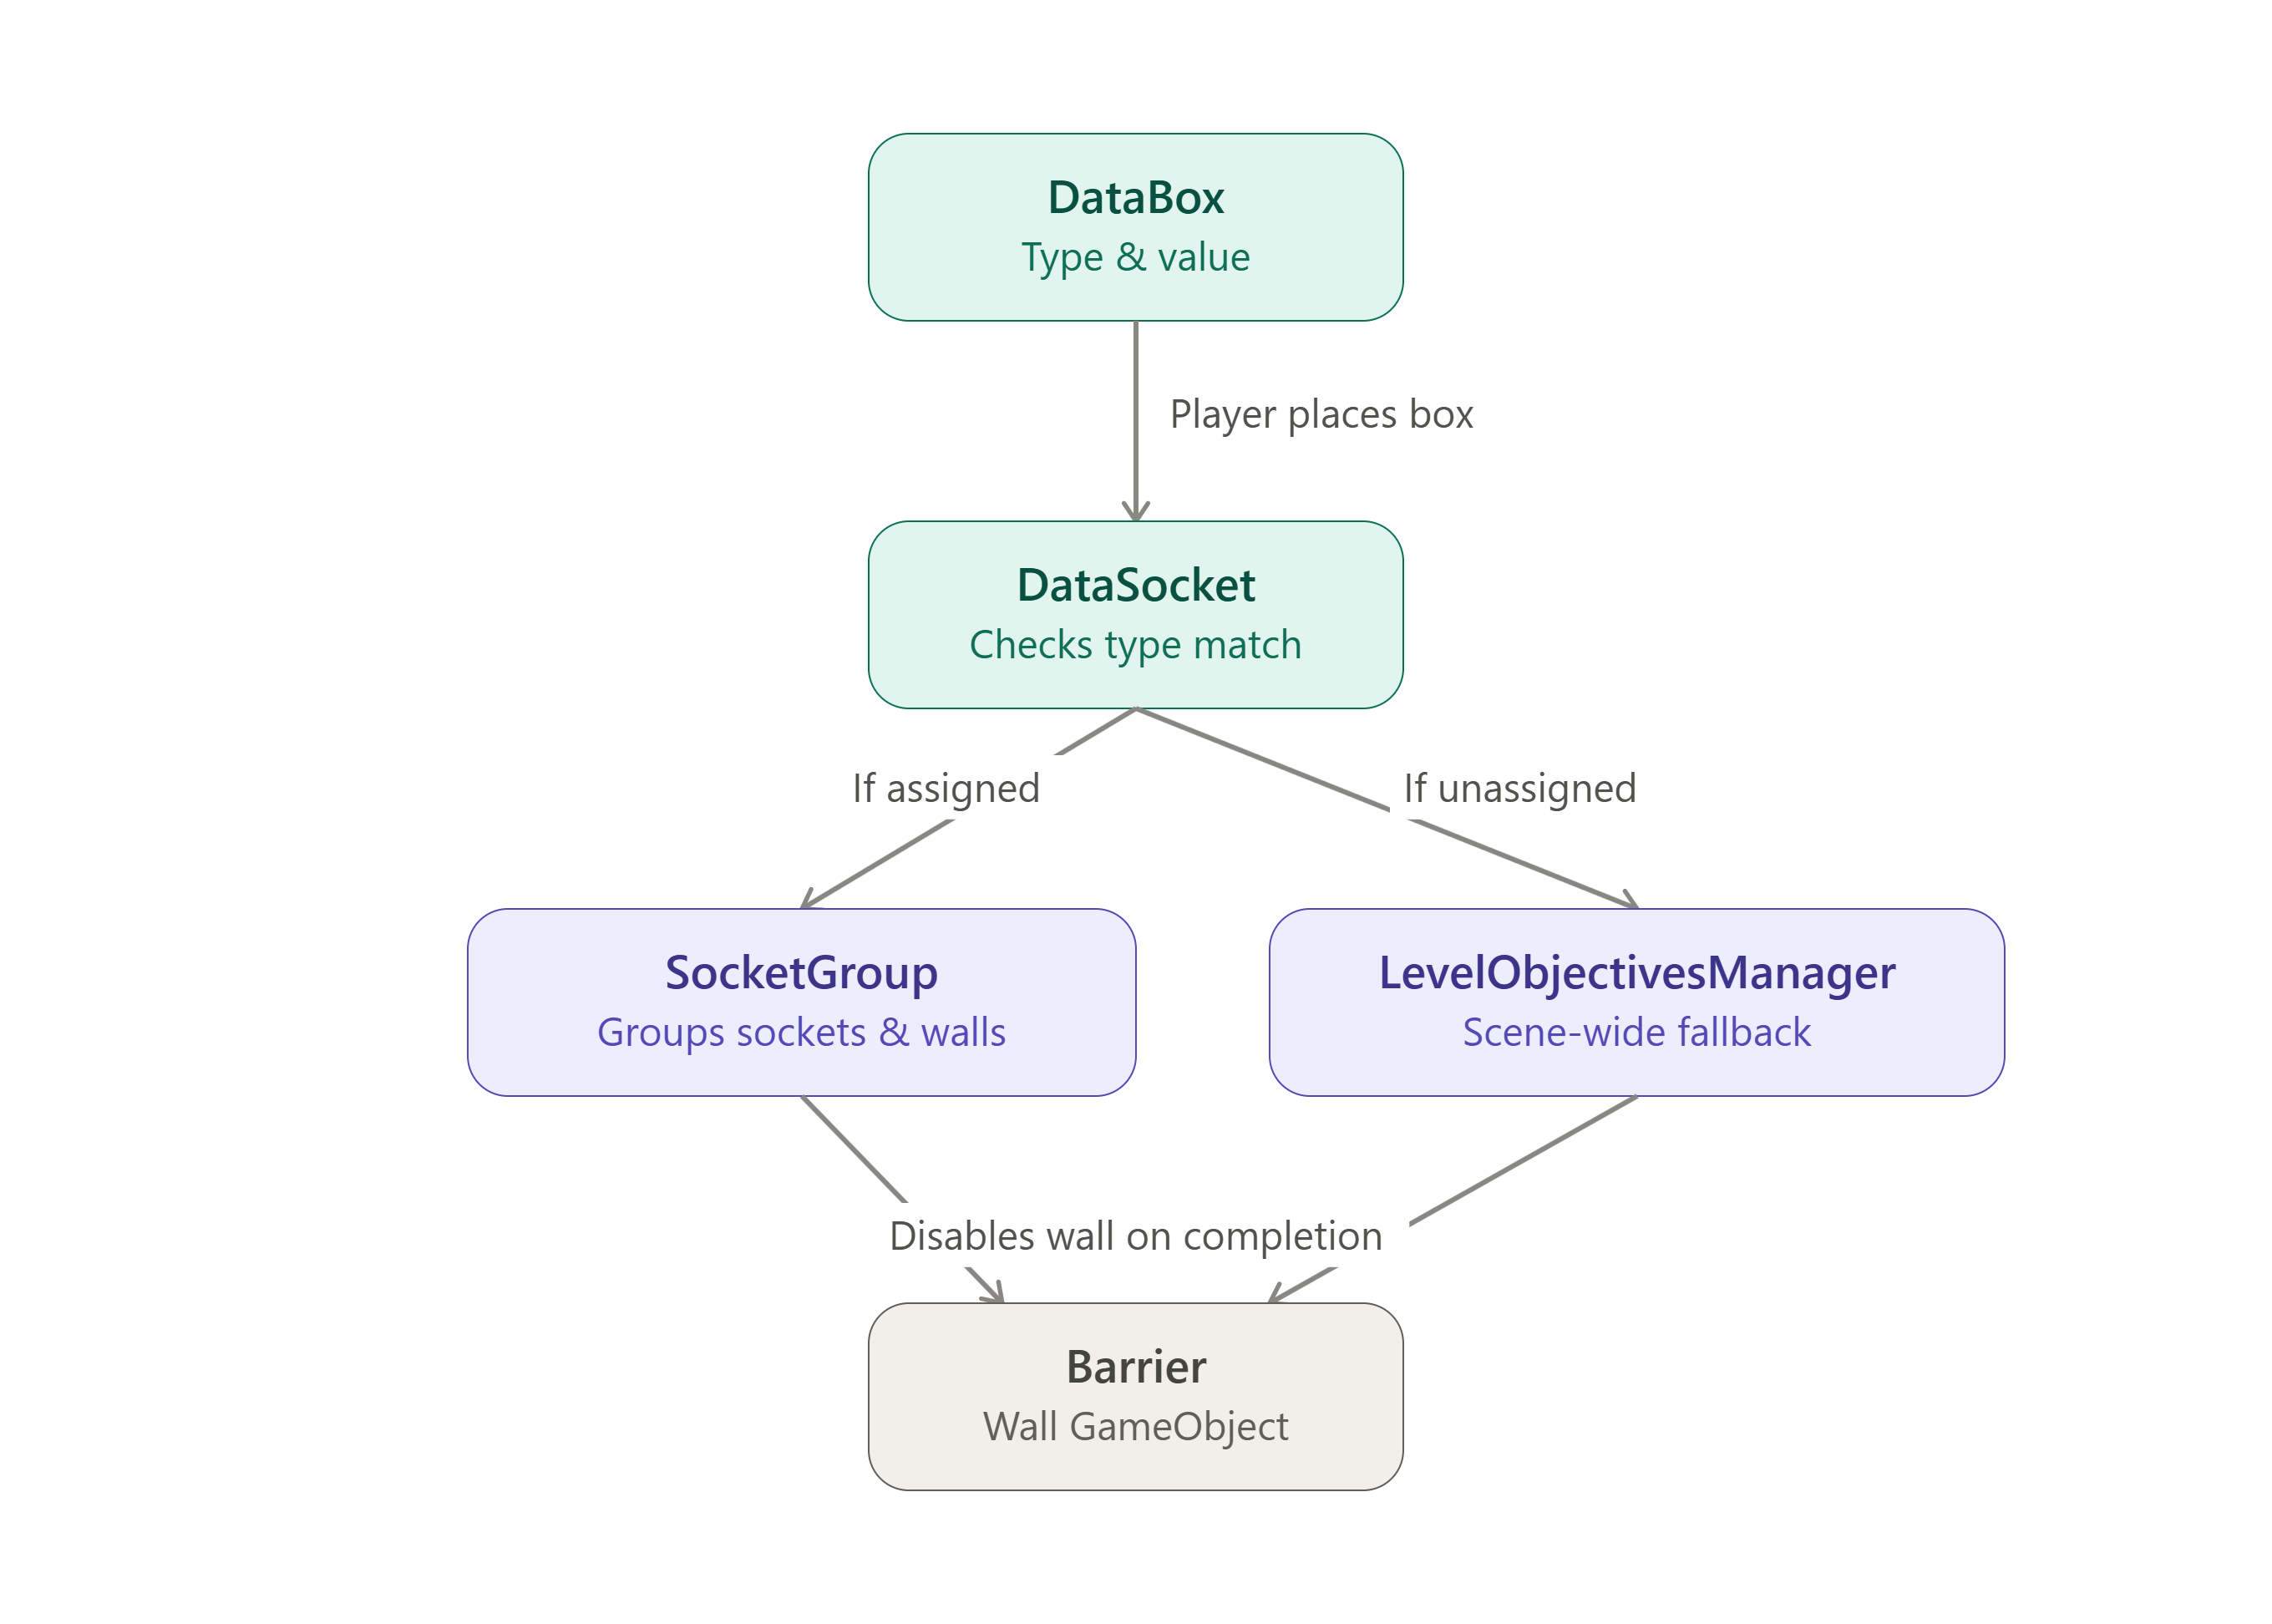 DataBox
Type & value
Player places box
DataSocket
Checks type match
If assigned
If unassigned
SocketGroup
Groups sockets & walls
LevelObjectivesManager
Scene-wide fallback
Disables wall on completion
Barrier
Wall GameObject